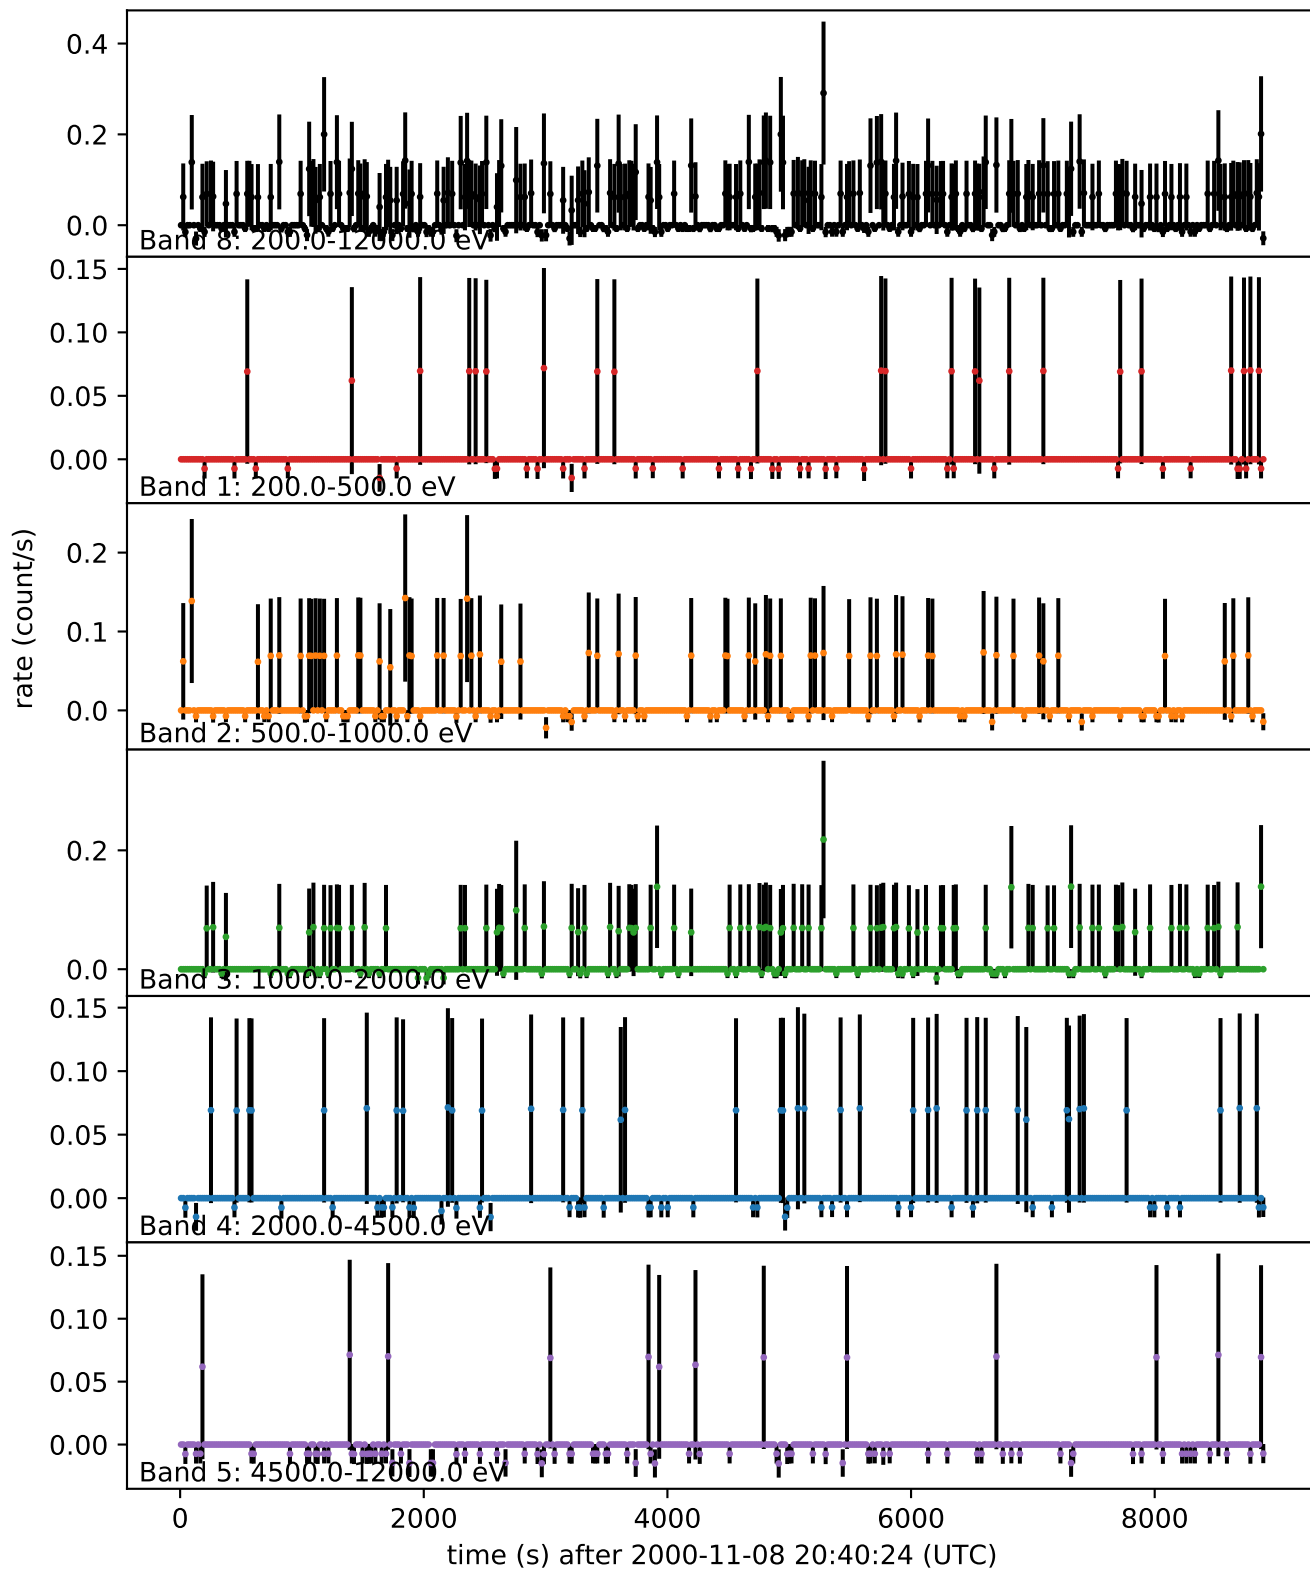 rate (count/s)
0.4
0.2
0.0
Band 8: 200.0-12000.0 eV
0.15
0.10
0.05
0.00
Band 1: 200.0-500.0 eV
0.2
0.1
0.0
Band 2: 500.0-1000.0 eV
0.2
0.0
Band 3: 1000.0-2000.0 eV
0.15
0.10
0.05
0.00
Band 4: 2000.0-4500.0 eV
0.15
0.10
0.05
0.00
Band 5: 4500.0-12000.0 eV
0 2000 4000 6000 8000
time (s) after 2000-11-08 20:40:24 (UTC)